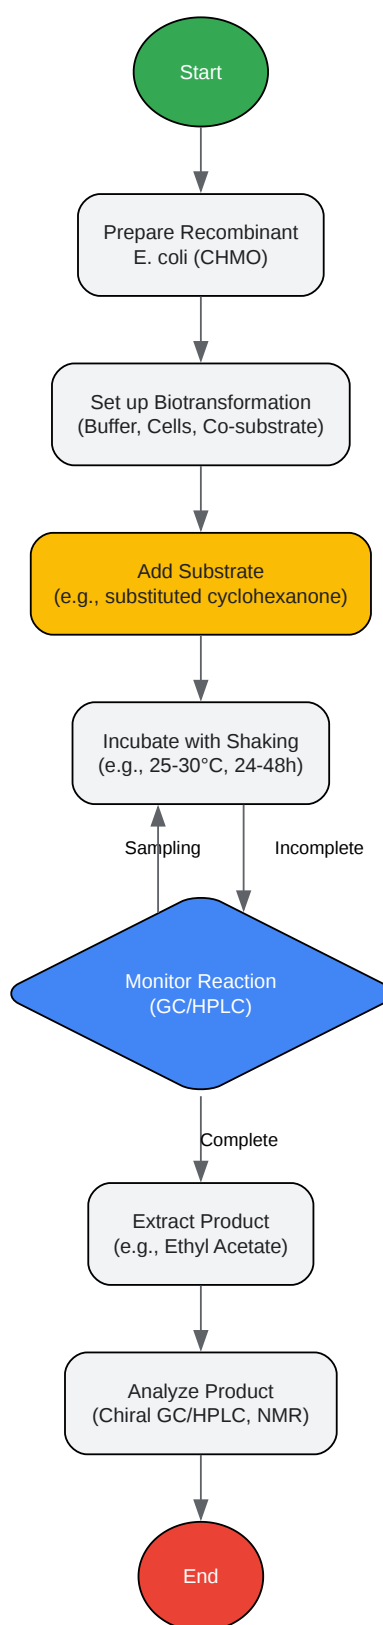 Start
Prepare Recombinant
E. coli (CHMO)
Set up Biotransformation
(Buffer, Cells, Co-substrate)
Add Substrate
(e.g., substituted cyclohexanone)
Incubate with Shaking
(e.g., 25-30°C, 24-48h)
Sampling
Incomplete
Monitor Reaction
(GC/HPLC)
Complete
Extract Product
(e.g., Ethyl Acetate)
Analyze Product
(Chiral GC/HPLC, NMR)
End